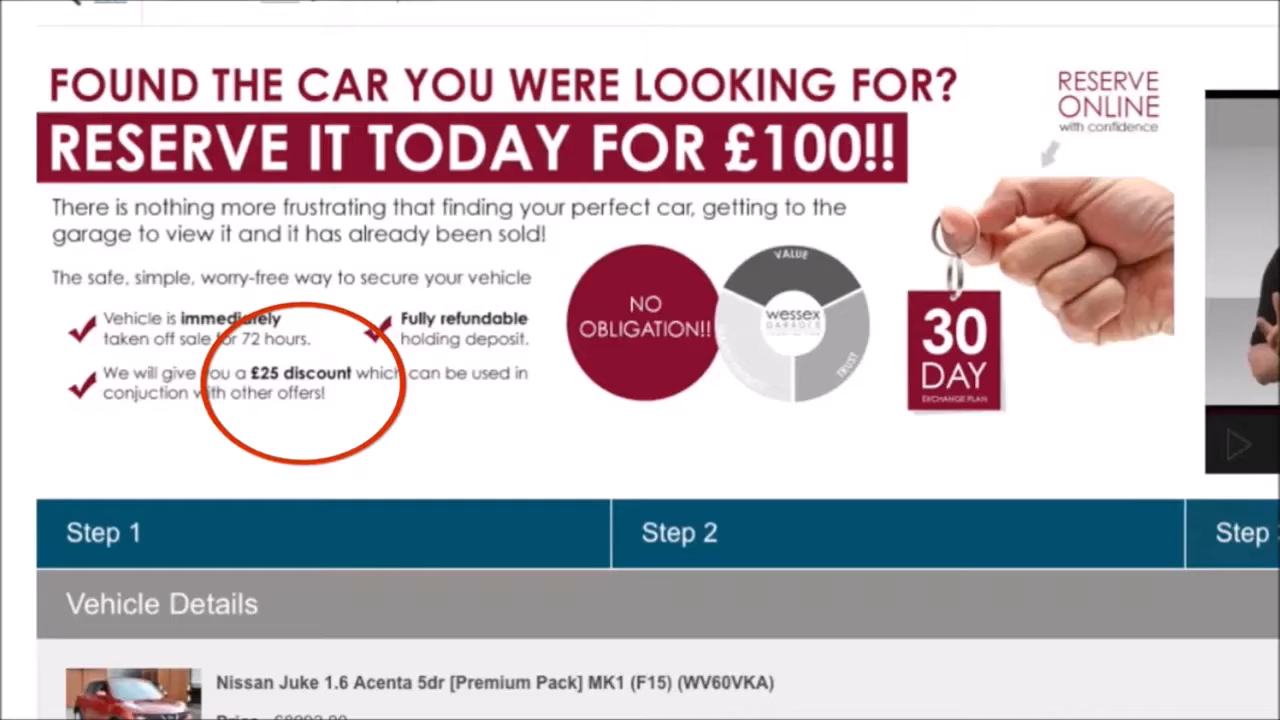 FOUND THE CAR YOU WERE LOOKING FOR?
RESERVE IT TODAY FOR £100!!
RESERVE
ONLINE
with confidence
There is nothing more frustrating that finding your perfect car, getting to the
garage to view it and it has already been sold!
The safe, simple, worry-free way to secure your vehicle
Vehicle is immediately
taken off sale for 72 hours.
Fully refundable
holding deposit.
We will give you a £25 discount which can be used in
conjuction with other offers!
NO
OBLIGATION!!
VALUE
wessex
GARAGES
TRUST
30
DAY
EXCHANGE PLAN
Step 1
Step 2
Step
Vehicle Details
Nissan Juke 1.6 Acenta 5dr [Premium Pack] MK1 (F15) (WV60VKA)